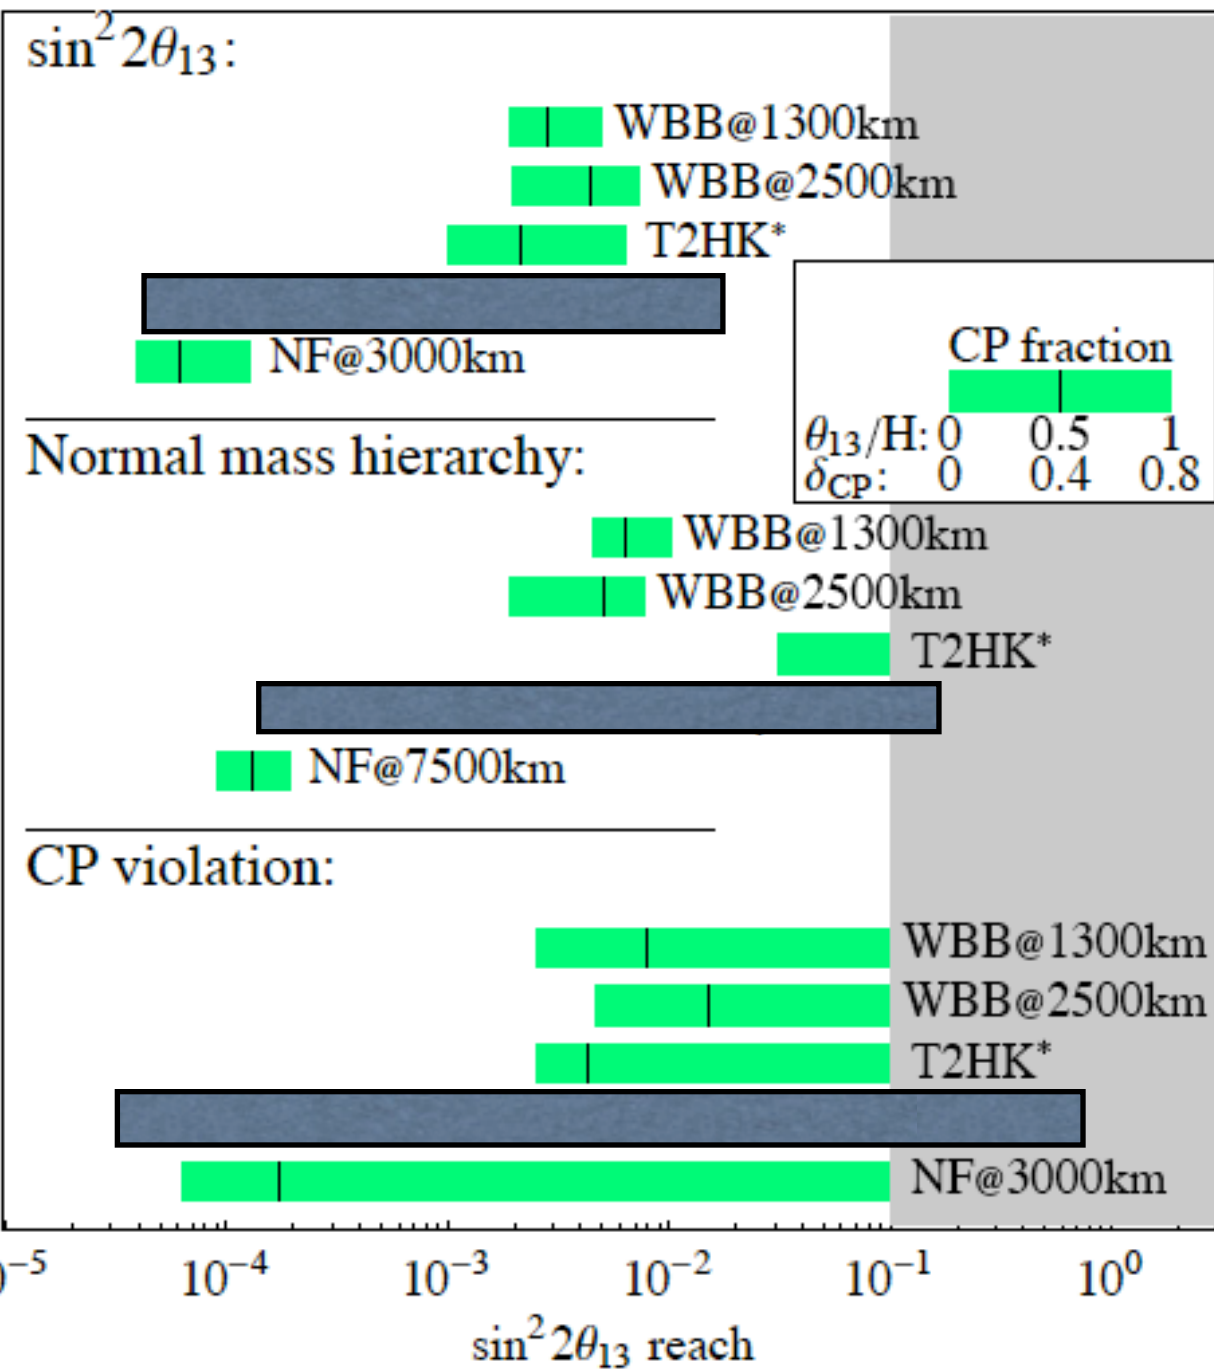 sin²2θ₁₃:
WBB@1300km
WBB@2500km
T2HK*
NF@3000km
CP fraction
θ₁₃/H: 0 0.5 1
δCP: 0 0.4 0.8
Normal mass hierarchy:
WBB@1300km
WBB@2500km
T2HK*
NF@7500km
CP violation:
WBB@1300km
WBB@2500km
T2HK*
NF@3000km
0⁻⁵ 10⁻⁴ 10⁻³ 10⁻² 10⁻¹ 10⁰
sin²2θ₁₃ reach